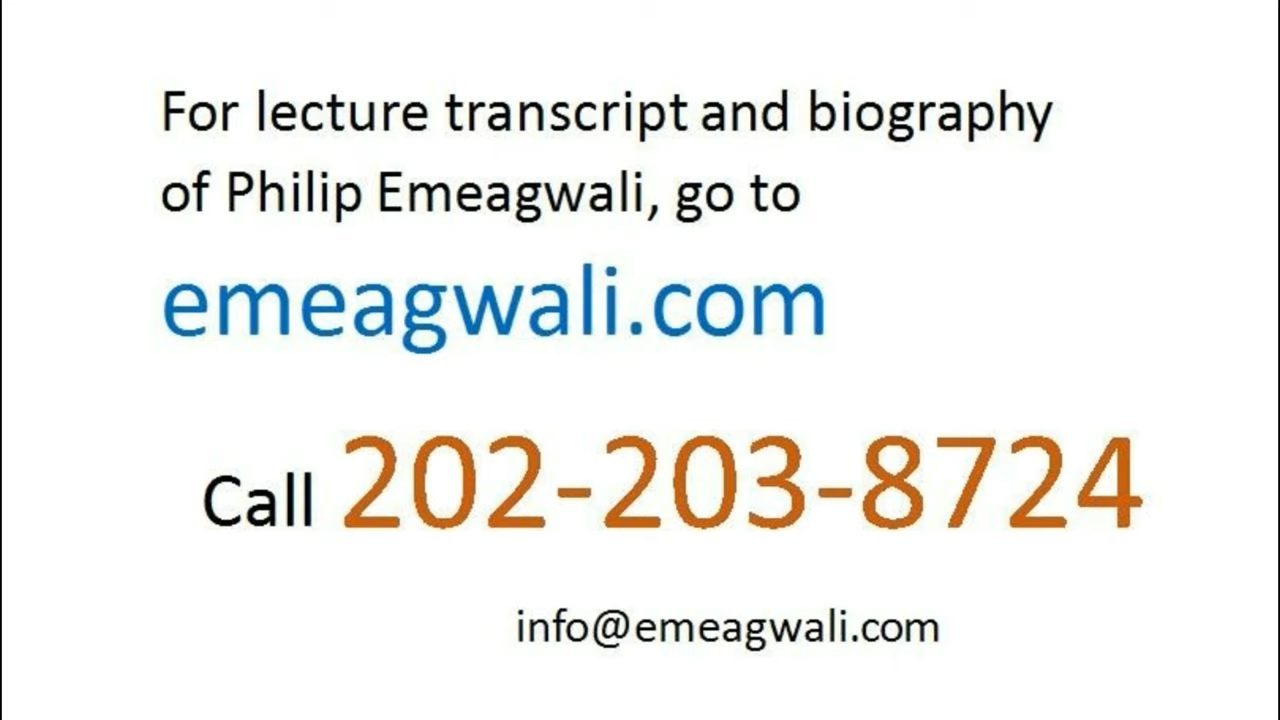 For lecture transcript and biography
of Philip Emeagwali, go to
emeagwali.com
Call 202-203-8724
info@emeagwali.com